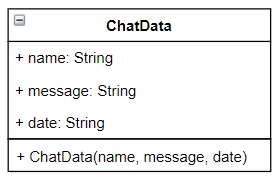 ChatData
+ name: String
+ message: String
+ date: String
+ ChatData(name, message, date)